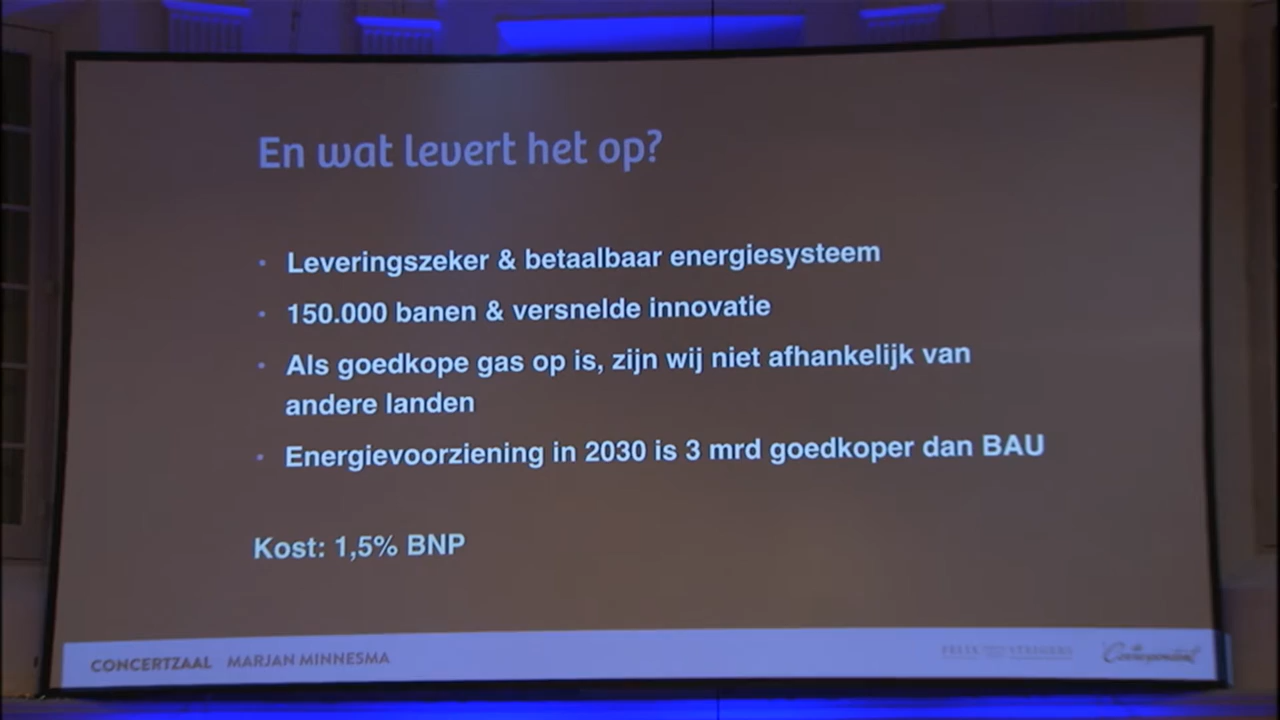 En wat levert het op?
• Leveringszeker & betaalbaar energiesysteem
• 150.000 banen & versnelde innovatie
• Als goedkope gas op is, zijn wij niet afhankelijk van
andere landen
• Energievoorziening in 2030 is 3 mrd goedkoper dan BAU
Kost: 1,5% BNP
CONCERTZAAL MARJAN MINNESMA